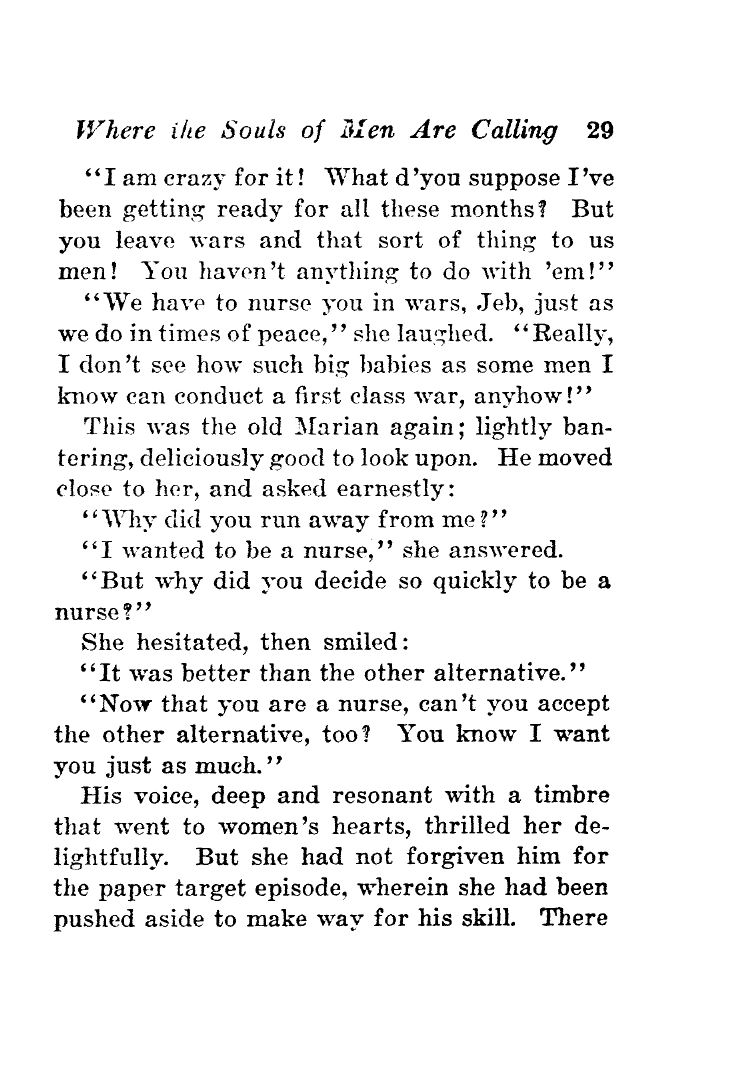 Where the Souls of Men Are Calling 29
"I am crazy for it! What d'you suppose I've
been getting ready for all these months? But
you leave wars and that sort of thing to us
men! You haven't anything to do with 'em!"
"We have to nurse you in wars, Jeb, just as
we do in times of peace," she laughed. "Really,
I don't see how such big babies as some men I
know can conduct a first class war, anyhow!"
This was the old Marian again; lightly ban-
tering, deliciously good to look upon. He moved
close to her, and asked earnestly:
"Why did you run away from me?"
"I wanted to be a nurse," she answered.
"But why did you decide so quickly to be a
nurse?"
She hesitated, then smiled:
"It was better than the other alternative."
"Now that you are a nurse, can't you accept
the other alternative, too? You know I want
you just as much."
His voice, deep and resonant with a timbre
that went to women's hearts, thrilled her de-
lightfully. But she had not forgiven him for
the paper target episode, wherein she had been
pushed aside to make way for his skill. There